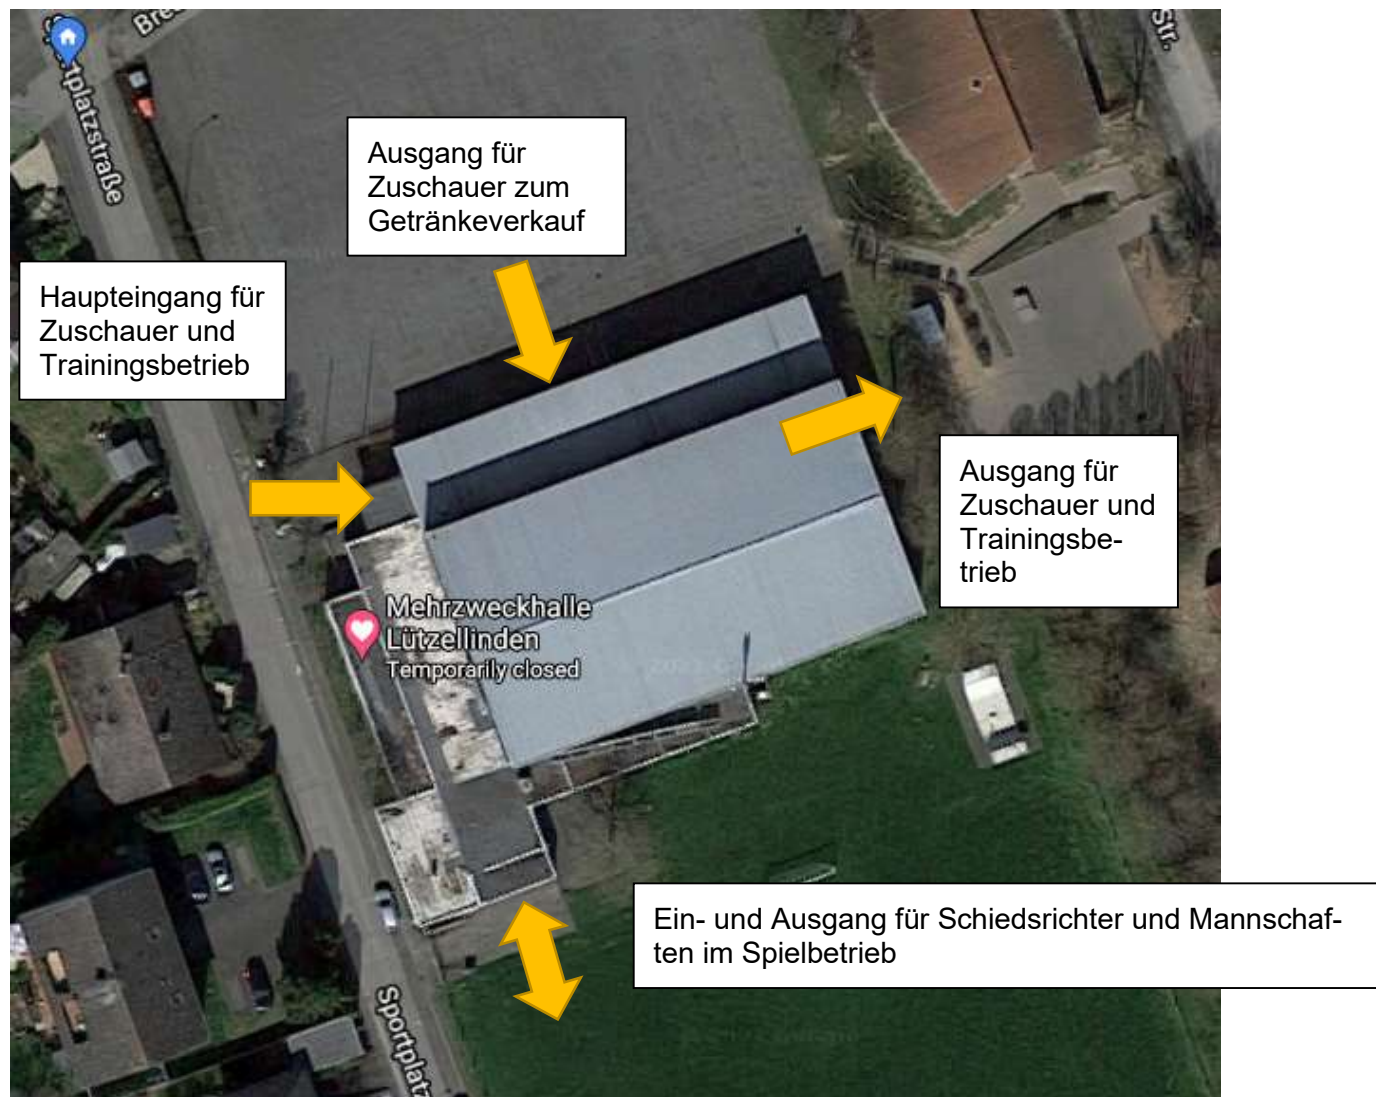 Bre
Str.
Sportplatzstraße
Ausgang für
Zuschauer zum
Getränkeverkauf
Haupteingang für
Zuschauer und
Trainingsbetrieb
Ausgang für
Zuschauer und
Trainingsbe-
trieb
Mehrzweckhalle
Lützellinden
Temporarily closed
Ein- und Ausgang für Schiedsrichter und Mannschaf-
ten im Spielbetrieb
Sportplatz